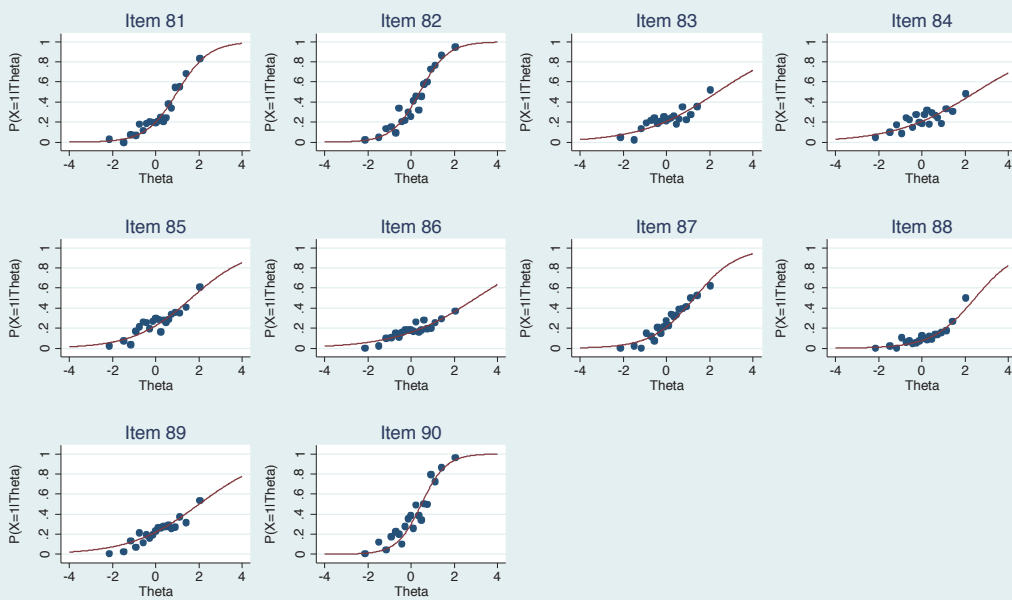 Item 81
P(X=1|Theta)
0 .2 .4 .6 .8 1
-4 -2 0 2 4
Theta
Item 82
P(X=1|Theta)
0 .2 .4 .6 .8 1
-4 -2 0 2 4
Theta
Item 83
P(X=1|Theta)
0 .2 .4 .6 .8 1
-4 -2 0 2 4
Theta
Item 84
P(X=1|Theta)
0 .2 .4 .6 .8 1
-4 -2 0 2 4
Theta
Item 85
P(X=1|Theta)
0 .2 .4 .6 .8 1
-4 -2 0 2 4
Theta
Item 86
P(X=1|Theta)
0 .2 .4 .6 .8 1
-4 -2 0 2 4
Theta
Item 87
P(X=1|Theta)
0 .2 .4 .6 .8 1
-4 -2 0 2 4
Theta
Item 88
P(X=1|Theta)
0 .2 .4 .6 .8 1
-4 -2 0 2 4
Theta
Item 89
P(X=1|Theta)
0 .2 .4 .6 .8 1
-4 -2 0 2 4
Theta
Item 90
P(X=1|Theta)
0 .2 .4 .6 .8 1
-4 -2 0 2 4
Theta